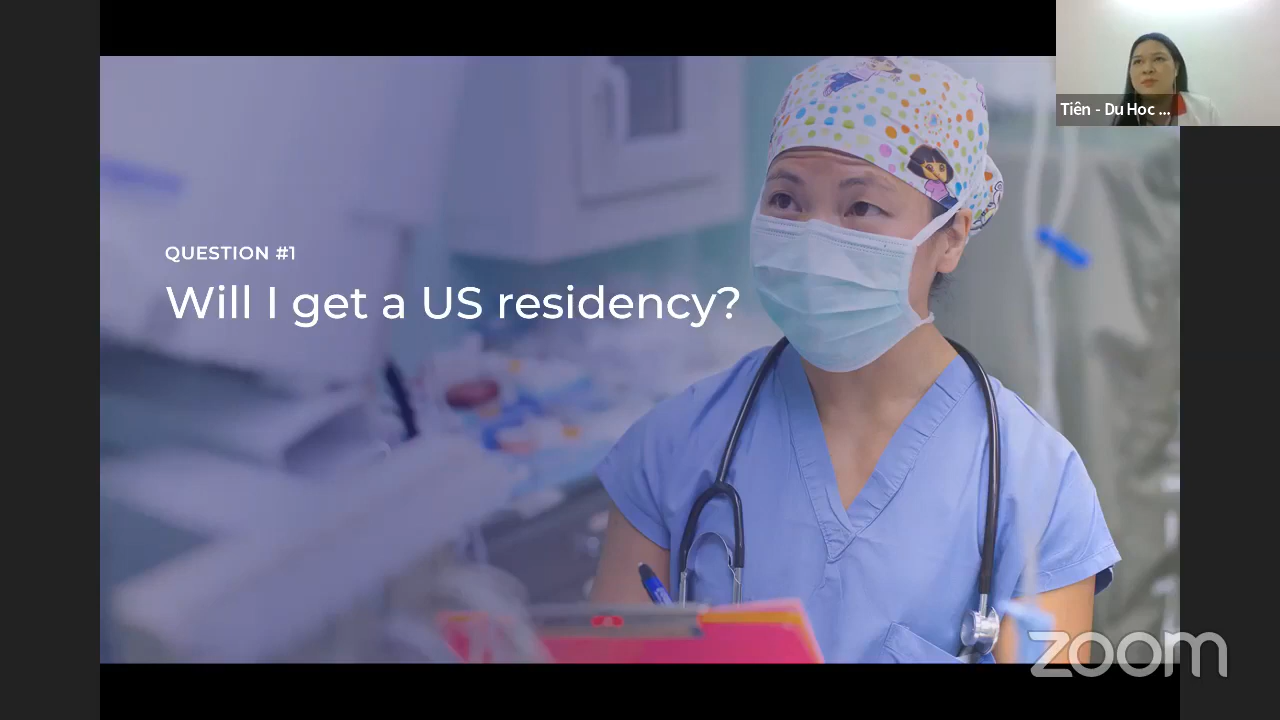 Tiên - Du Hoc ...
QUESTION #1
Will I get a US residency?
zoom